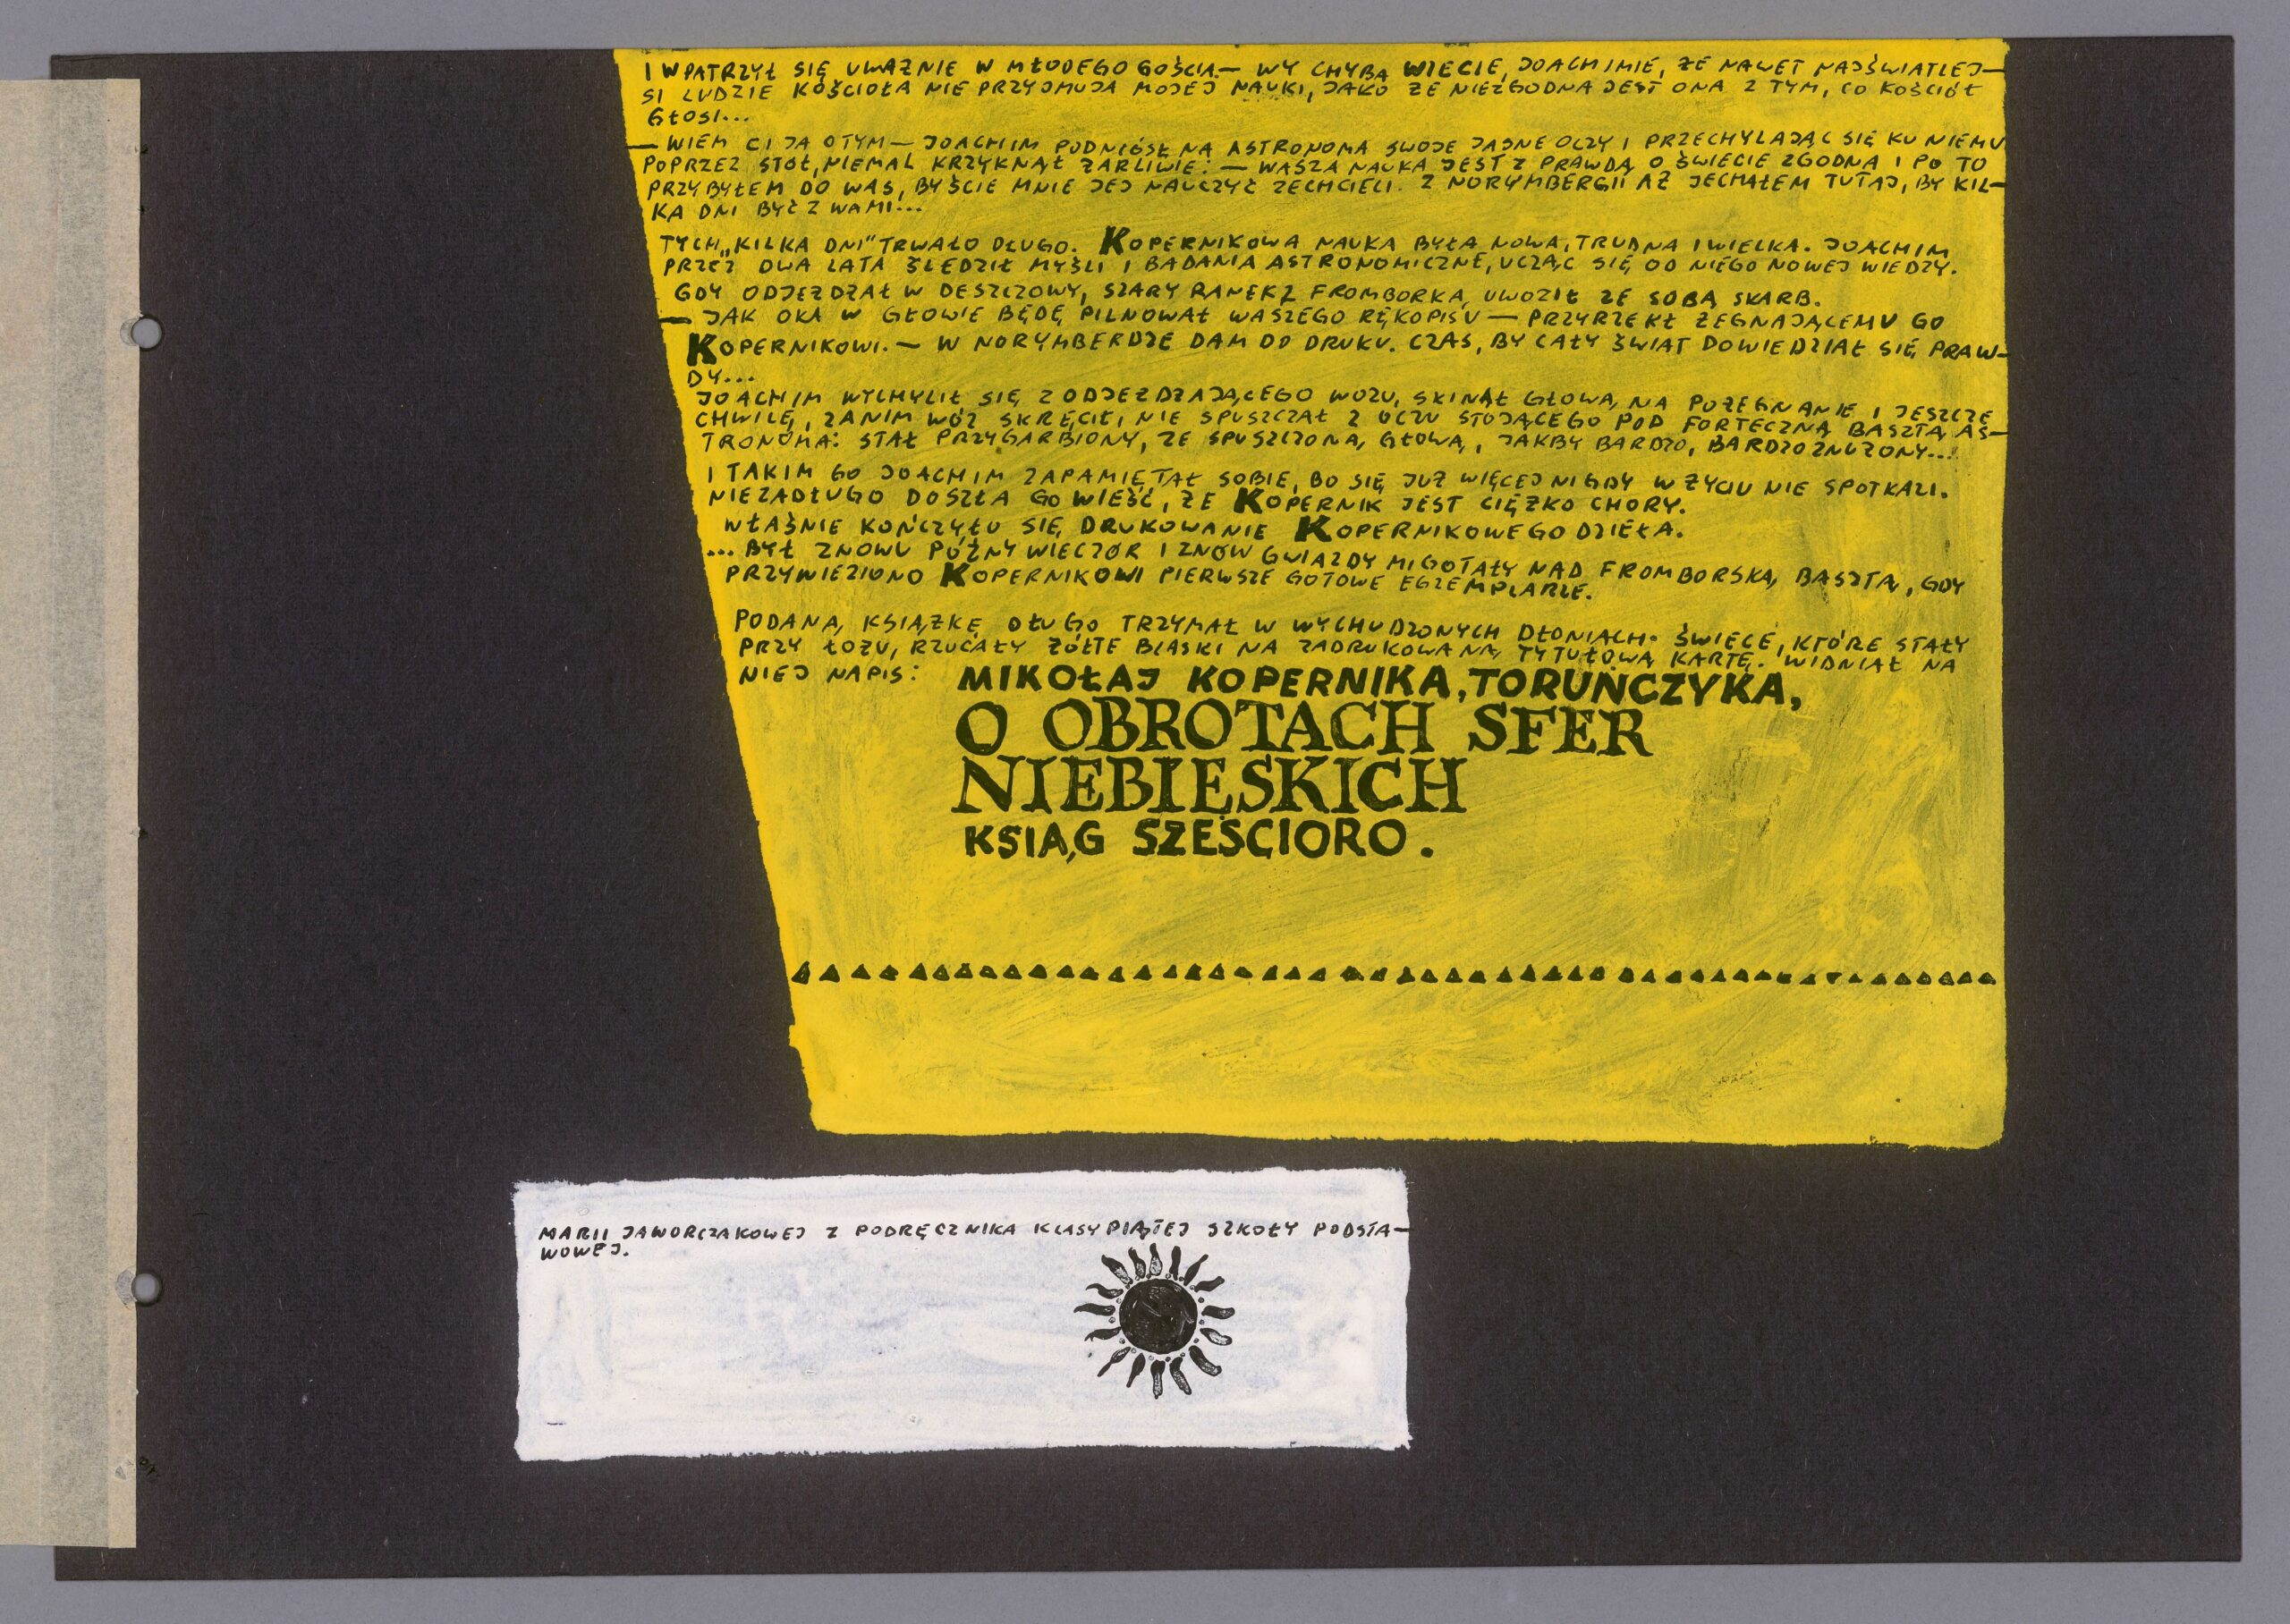 I WPATRZYŁ SIĘ UWAŻNIE W MŁODEGO GOŚCIA.— WY CHYBA WIECIE, JOACHIMIE, ŻE NAWET NAJŚWIATLEJ—
SI LUDZIE KOŚCIOŁA NIE PRZYJMUJĄ MOJEJ NAUKI, JAKO ŻE NIEZGODNA JEST ONA Z TYM, CO KOŚCIÓŁ
GŁOSI...
— WIEM CI JA O TYM — JOACHIM PODNIÓSŁ NA ASTRONOMA SWOJE JASNE OCZY I PRZECHYLAJĄC SIĘ KU NIEMU
POPRZEZ STÓŁ, NIEMAL KRZYKNĄŁ ŻARLIWIE: — WASZA NAUKA JEST Z PRAWDĄ O ŚWIECIE ZGODNA I PO TO
PRZYBYŁEM DO WAS, BYŚCIE MNIE JEJ NAUCZYĆ ZECHCIELI. Z NORYMBERGII AŻ JECHAŁEM TUTAJ, BY KIL—
KA DNI BYĆ Z WAMI...
TYCH „KILKA DNI" TRWAŁO DŁUGO. KOPERNIKOWA NAUKA BYŁA NOWA, TRUDNA I WIELKA. JOACHIM
PRZEZ DWA LATA ŚLEDZIŁ MYŚLI I BADANIA ASTRONOMICZNE, UCZĄC SIĘ OD NIEGO NOWEJ WIEDZY.
GDY ODJEŻDŻAŁ W DESZCZOWY, SZARY RANEK Z FROMBORKA, UWOZIŁ ZE SOBĄ SKARB.
— JAK OKA W GŁOWIE BĘDĘ PILNOWAŁ WASZEGO RĘKOPISU — PRZYRZEKŁ ŻEGNAJĄCEMU GO
KOPERNIKOWI. — W NORYMBERDZE DAM DO DRUKU. CZAS, BY CAŁY ŚWIAT DOWIEDZIAŁ SIĘ PRAW—
DY...
JOACHIM WYCHYLIŁ SIĘ Z ODJEŻDŻAJĄCEGO WOZU, SKINĄŁ GŁOWĄ NA POŻEGNANIE I JESZCZE
CHWILĘ, ZANIM WÓZ SKRĘCIŁ, NIE SPUSZCZAŁ Z OCZU STOJĄCEGO POD FORTECZNĄ BASZTĄ AS—
TRONOMA: STAŁ PRZYGARBIONY, ZE SPUSZCZONĄ GŁOWĄ, JAKBY BARDZO, BARDZO ZNUŻONY...
I TAKIM GO JOACHIM ZAPAMIĘTAŁ SOBIE, BO SIĘ JUŻ WIĘCEJ NIGDY W ŻYCIU NIE SPOTKALI.
NIEZADŁUGO DOSZŁA GO WIEŚĆ, ŻE KOPERNIK JEST CIĘŻKO CHORY.
WŁAŚNIE KOŃCZYŁO SIĘ DRUKOWANIE KOPERNIKOWEGO DZIEŁA.
... BYŁ ZNOWU PÓŹNY WIECZÓR I ZNÓW GWIAZDY MIGOTAŁY NAD FROMBORSKĄ BASZTĄ, GDY
PRZYWIEZIONO KOPERNIKOWI PIERWSZE GOTOWE EGZEMPLARZE.
PODANĄ KSIĄŻKĘ DŁUGO TRZYMAŁ W WYCHUDZONYCH DŁONIACH. ŚWIECE, KTÓRE STAŁY
PRZY ŁOŻU, RZUCAŁY ŻÓŁTE BLASKI NA ZADRUKOWANĄ TYTUŁOWĄ KARTĘ. WIDNIAŁ NA
NIEJ NAPIS:
MIKOŁAJ KOPERNIKA, TORUŃCZYKA,
O OBROTACH SFER
NIEBIESKICH
KSIĄG SZEŚCIORO.
MARII JAWORCZAKOWEJ Z PODRĘCZNIKA KLASY PIĄTEJ SZKOŁY PODSTA—
WOWEJ.